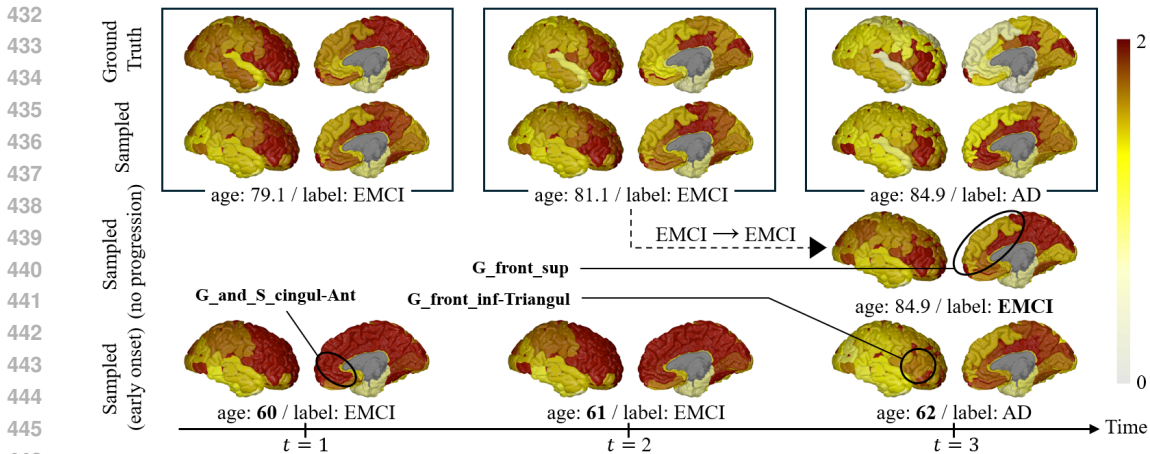 432
433
434
435
436
437
438
439
440
441
442
443
444
445
Ground
Truth
Sampled
age: 79.1 / label: EMCI
age: 81.1 / label: EMCI
age: 84.9 / label: AD
2
0
Sampled
(no progression)
EMCI → EMCI
G_front_sup
G_and_S_cingul-Ant
G_front_inf-Triangul
age: 84.9 / label: EMCI
Sampled
(early onset)
age: 60 / label: EMCI
age: 61 / label: EMCI
age: 62 / label: AD
Time
t = 1
t = 2
t = 3